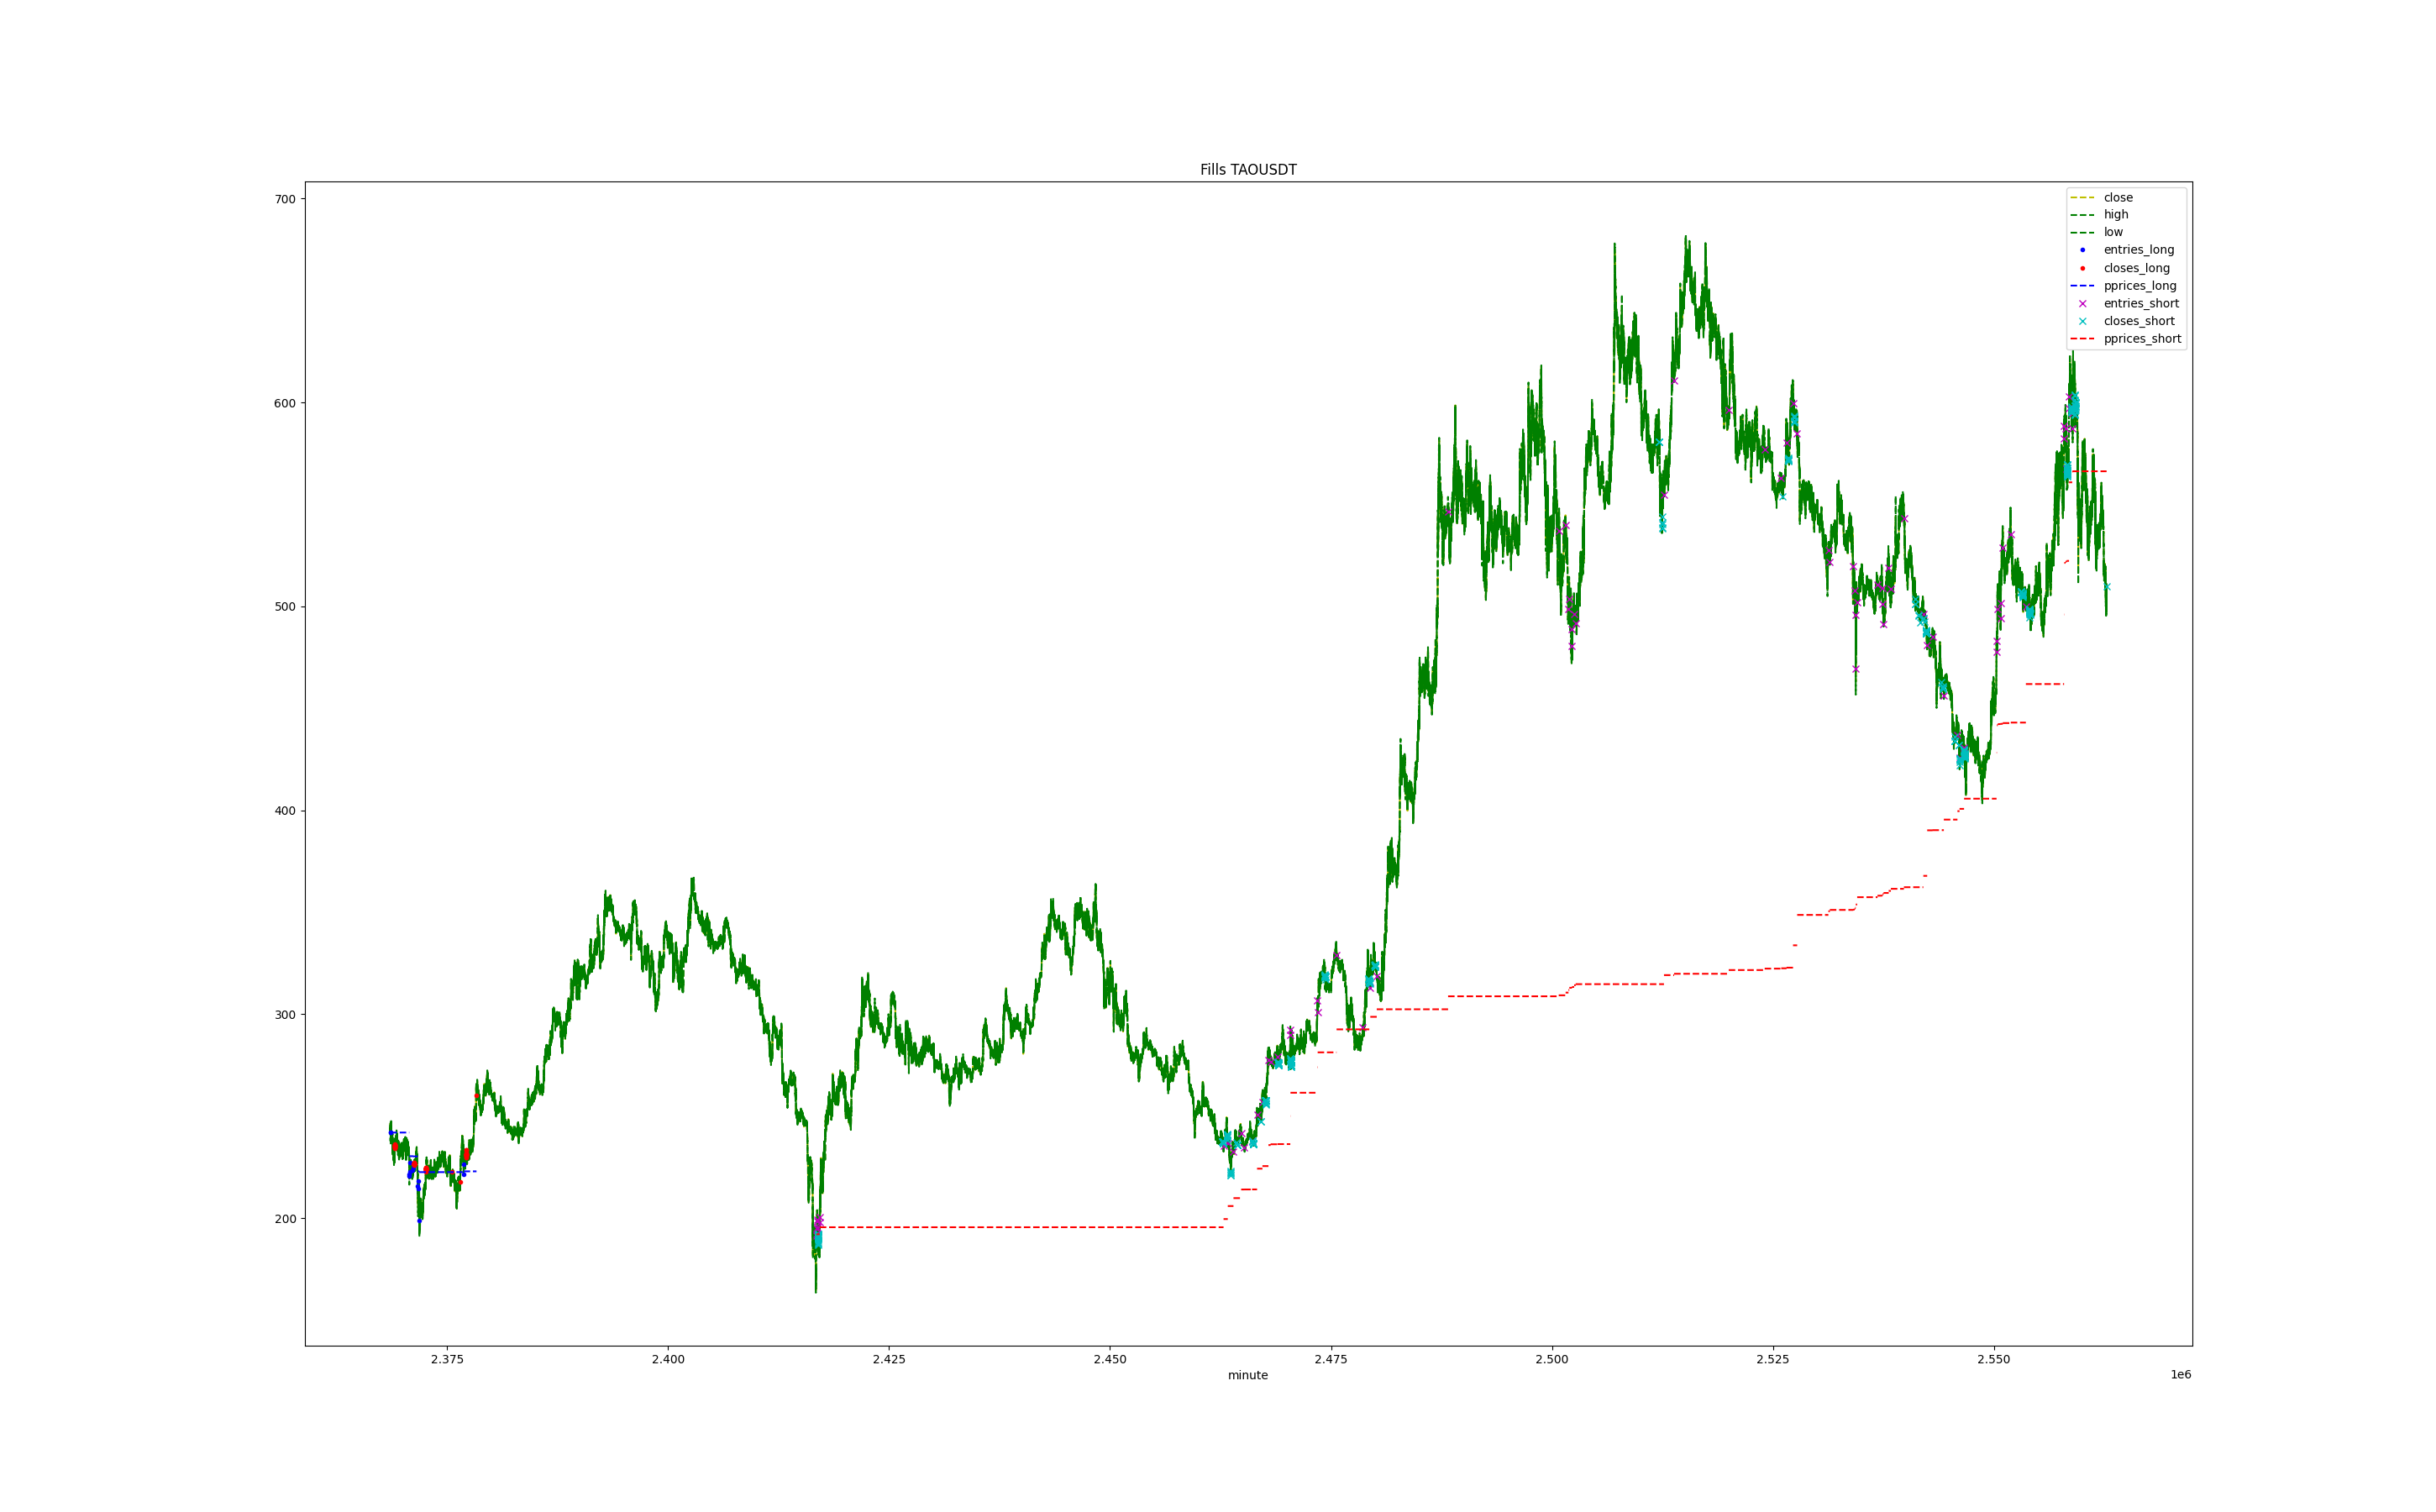 Fills TAOUSDT
700
600
500
400
300
200
close
high
low
entries_long
closes_long
pprices_long
entries_short
closes_short
pprices_short
2.375
2.400
2.425
2.450
2.475
2.500
2.525
2.550
minute
1e6